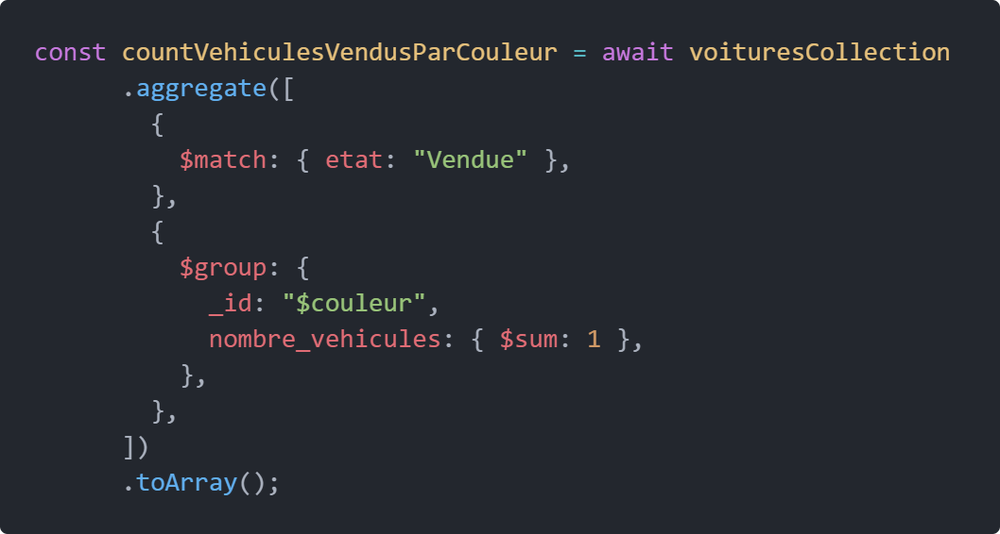 const countVehiculesVendusParCouleur = await voituresCollection
      .aggregate([
        {
          $match: { etat: "Vendue" },
        },
        {
          $group: {
            _id: "$couleur",
            nombre_vehicules: { $sum: 1 },
          },
        },
      ])
      .toArray();